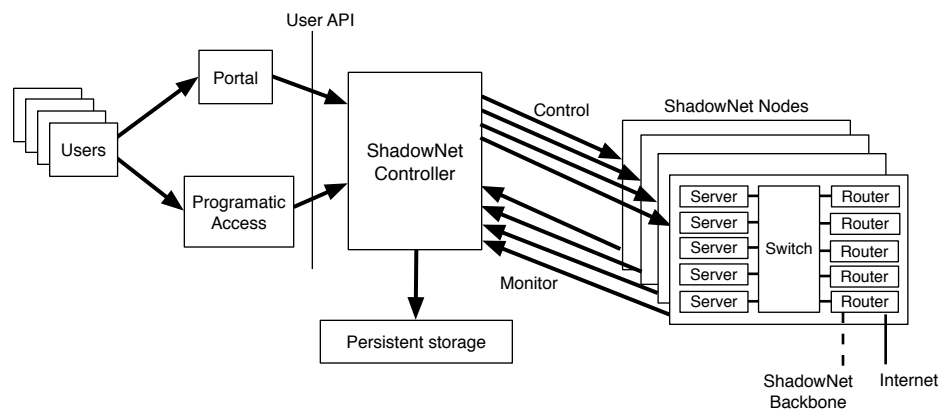 User API
Portal
Users
Programatic
Access
ShadowNet
Controller
Persistent storage
Control
Monitor
ShadowNet Nodes
Server
Server
Server
Server
Server
Switch
Router
Router
Router
Router
Router
ShadowNet
Backbone
Internet